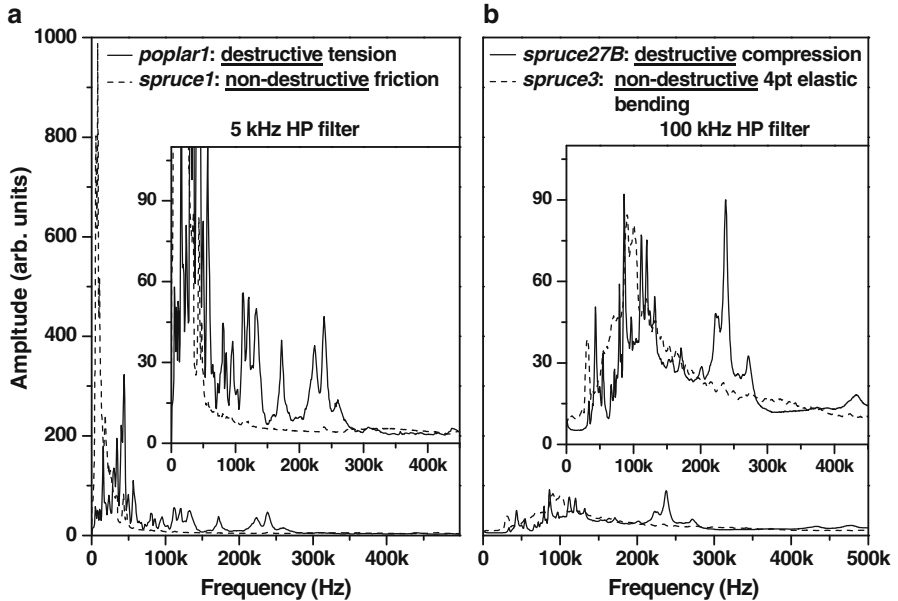 a
poplar1: destructive tension
spruce1: non-destructive friction
5 kHz HP filter
1000
800
600
400
200
0
90
60
30
0
0
100k
200k
300k
400k
0
100k
200k
300k
400k
Ampltude (arb. units)
Frequency (Hz)
b
spruce27B: destructive compression
spruce3: non-destructive 4pt elastic
bending
100 kHz HP filter
90
60
30
0
0
100k
200k
300k
400k
0
100k
200k
300k
400k
500k
Frequency (Hz)